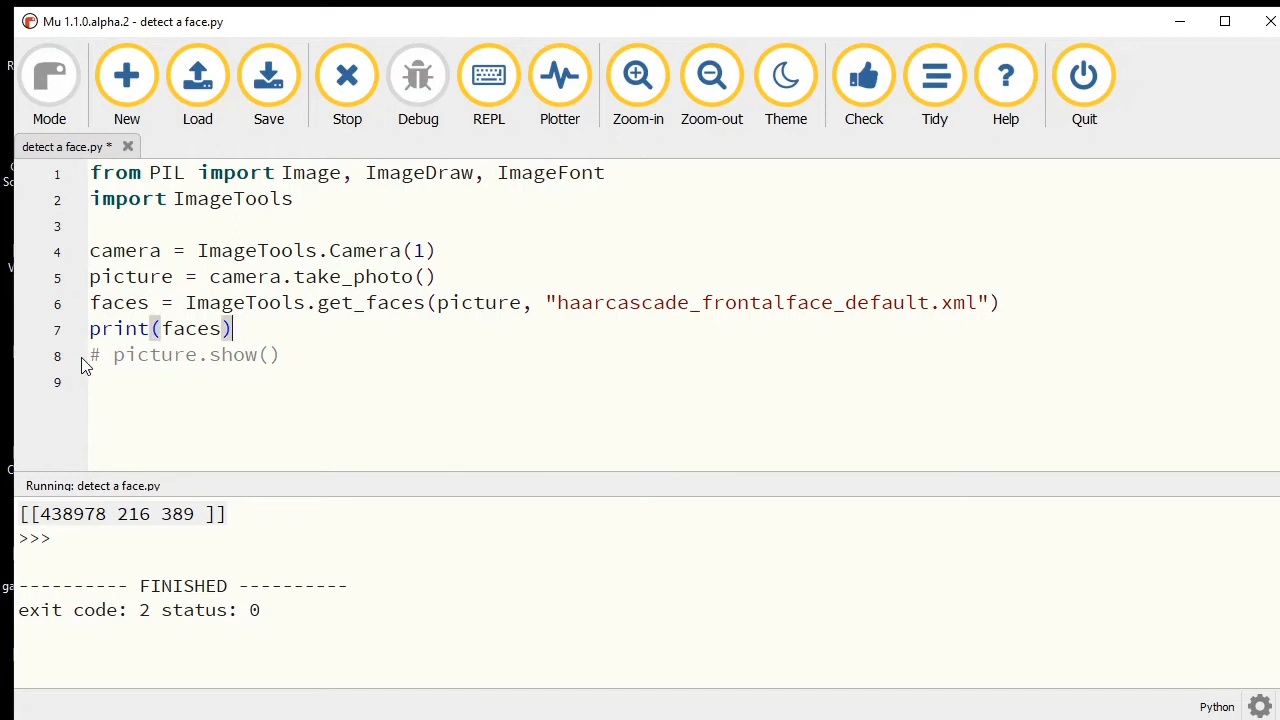 Mu 1.1.0.alpha.2 - detect a face.py
Mode New Load Save Stop Debug REPL Plotter Zoom-in Zoom-out Theme Check Tidy Help Quit
detect a face.py *
1 from PIL import Image, ImageDraw, ImageFont
2 import ImageTools
3
4 camera = ImageTools.Camera(1)
5 picture = camera.take_photo()
6 faces = ImageTools.get_faces(picture, "haarcascade_frontalface_default.xml")
7 print(faces)
8 # picture.show()
9
Running: detect a face.py
[[438978 216 389 ]]
>>>
---------- FINISHED ----------
exit code: 2 status: 0
Python